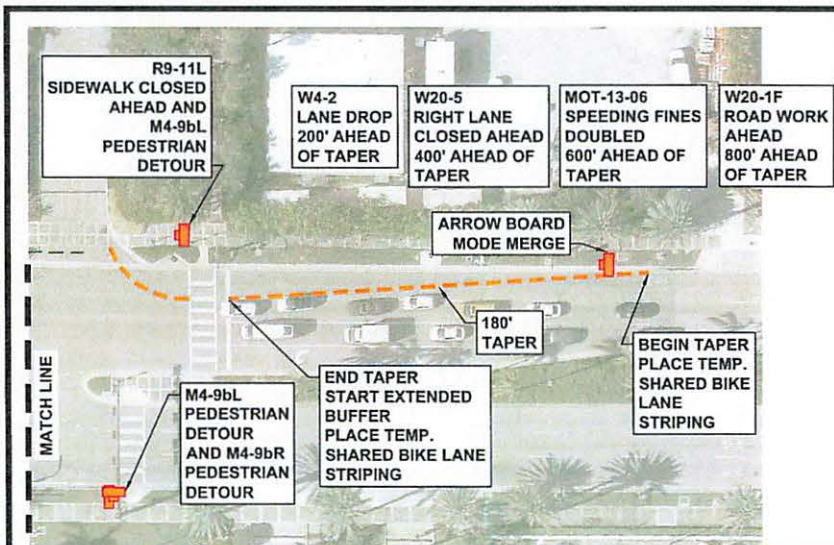 R9-11L
SIDEWALK CLOSED
AHEAD AND
M4-9bL
PEDESTRIAN
DETOUR
W4-2
LANE DROP
200' AHEAD
OF TAPER
W20-5
RIGHT LANE
CLOSED AHEAD
400' AHEAD OF
TAPER
MOT-13-06
SPEEDING FINES
DOUBLED
600' AHEAD OF
TAPER
W20-1F
ROAD WORK
AHEAD
800' AHEAD
OF TAPER
ARROW BOARD
MODE MERGE
180'
TAPER
BEGIN TAPER
PLACE TEMP.
SHARED BIKE
LANE
STRIPING
END TAPER
START EXTENDED
BUFFER
PLACE TEMP.
SHARED BIKE LANE
STRIPING
M4-9bL
PEDESTRIAN
DETOUR
AND M4-9bR
PEDESTRIAN
DETOUR
MATCH LINE